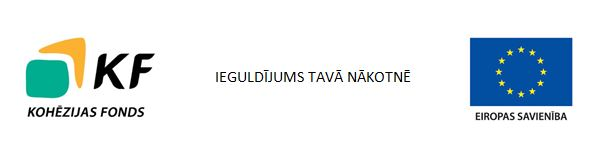 KF
KOHĒZIJAS FONDS
IEGULDĪJUMS TAVĀ NĀKOTNĒ
EIROPAS SAVIENĪBA